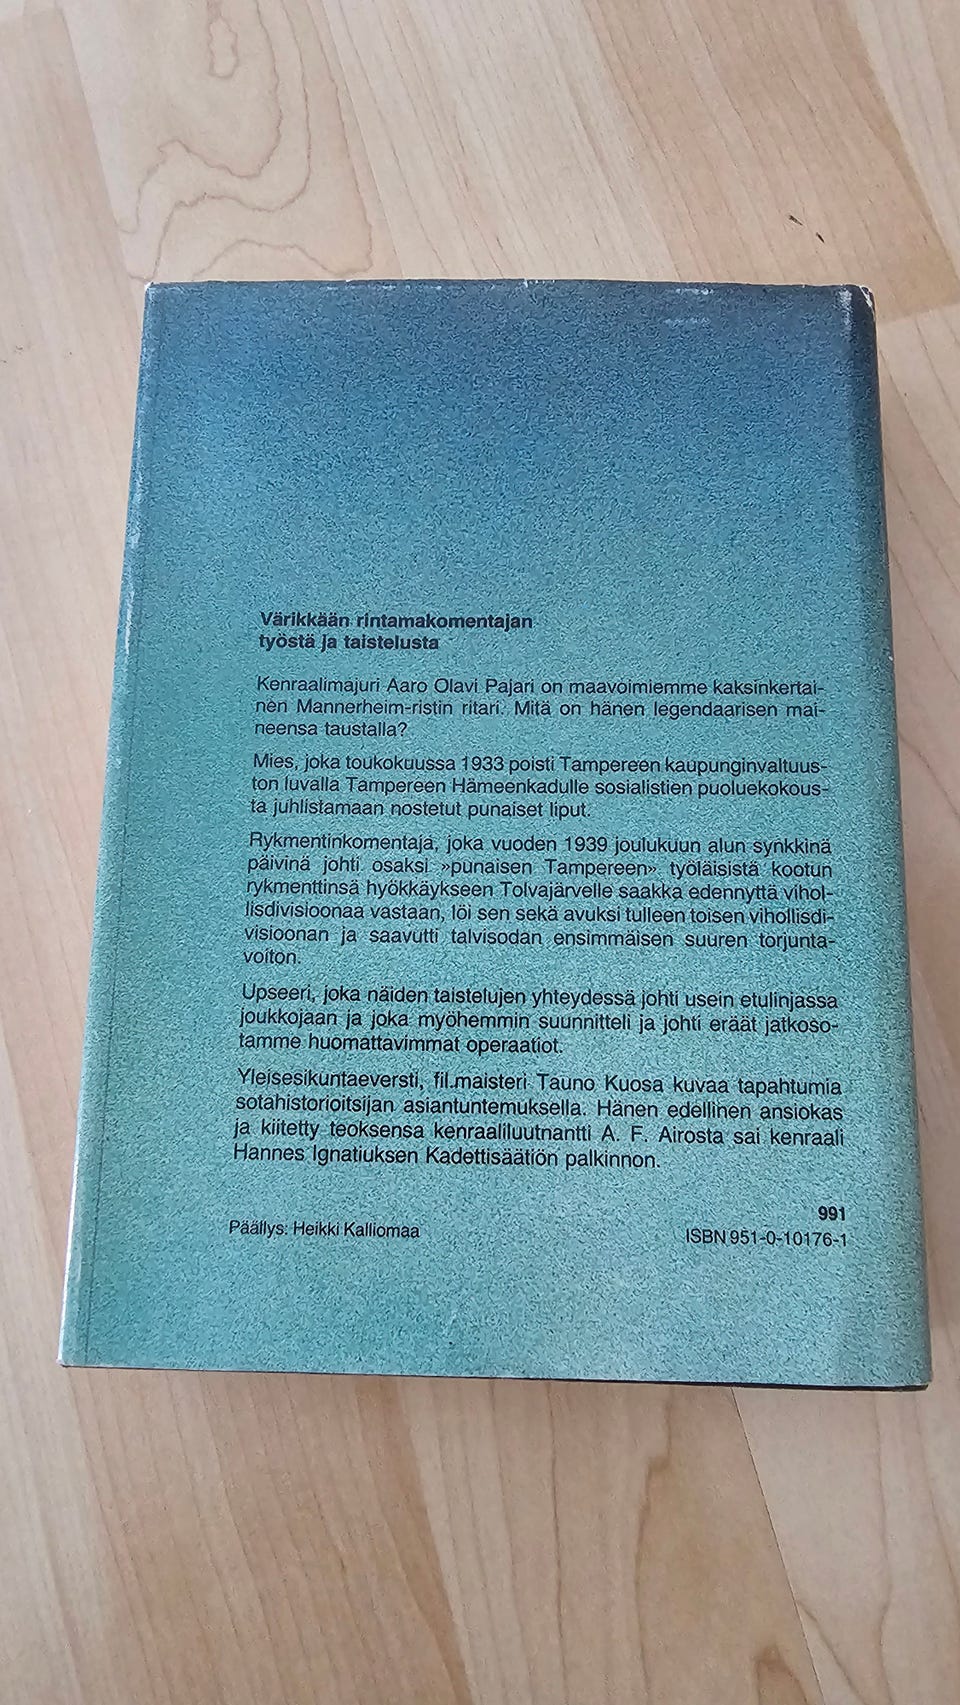 Värikkään rintamakomentajan
työstä ja taistelusta
Kenraalimajuri Aaro Olavi Pajari on maavoimiemme kaksinkertai-
nen Mannerheim-ristin ritari. Mitä on hänen legendaarisen mai-
neensa taustalla?
Mies, joka toukokuussa 1933 poisti Tampereen kaupunginvaltuus-
ton luvalla Tampereen Hämeenkadulle sosialistien puoluekokous-
ta juhlistamaan nostetut punaiset liput.
Rykmentinkomentaja, joka vuoden 1939 joulukuun alun synkkinä
päivinä johti osaksi »punaisen Tampereen» työläisistä kootun
rykmenttinsä hyökkäykseen Tolvajärvelle saakka edennyttä vihol-
lisdivisioonaa vastaan, löi sen sekä avuksi tulleen toisen vihollisdi-
visioonan ja saavutti talvisodan ensimmäisen suuren torjunta-
voiton.
Upseeri, joka näiden taistelujen yhteydessä johti usein etulinjassa
joukkojaan ja joka myöhemmin suunnitteli ja johti eräät jatkoso-
tamme huomattavimmat operaatiot.
Yleisesikuntaeversti, fil.maisteri Tauno Kuosa kuvaa tapahtumia
sotahistorioitsijan asiantuntemuksella. Hänen edellinen ansiokas
ja kiitetty teoksensa kenraaliluutnantti A. F. Airosta sai kenraali
Hannes Ignatiuksen Kadettisäätiön palkinnon.
991
Päällys: Heikki Kalliomaa
ISBN 951-0-10176-1